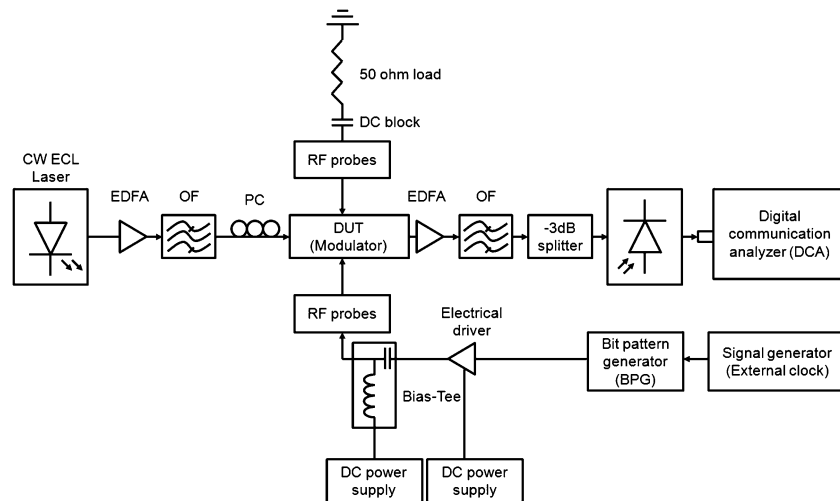 50 ohm load
DC block
RF probes
CW ECL
Laser
EDFA
OF
PC
DUT
(Modulator)
EDFA
OF
-3dB
splitter
Digital
communication
analyzer (DCA)
RF probes
Electrical
driver
Bias-Tee
Bit pattern
generator
(BPG)
Signal generator
(External clock)
DC power
supply
DC power
supply